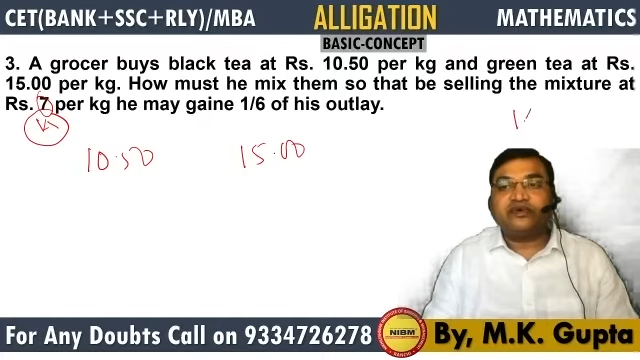 CET(BANK+SSC+RLY)/MBA ALLIGATION MATHEMATICS
BASIC-CONCEPT
3. A grocer buys black tea at Rs. 10.50 per kg and green tea at Rs.
15.00 per kg. How must he mix them so that be selling the mixture at
Rs. 7 per kg he may gaine 1/6 of his outlay.
10.50 15.00
NIBM
RANCHI
For Any Doubts Call on 9334726278 By, M.K. Gupta